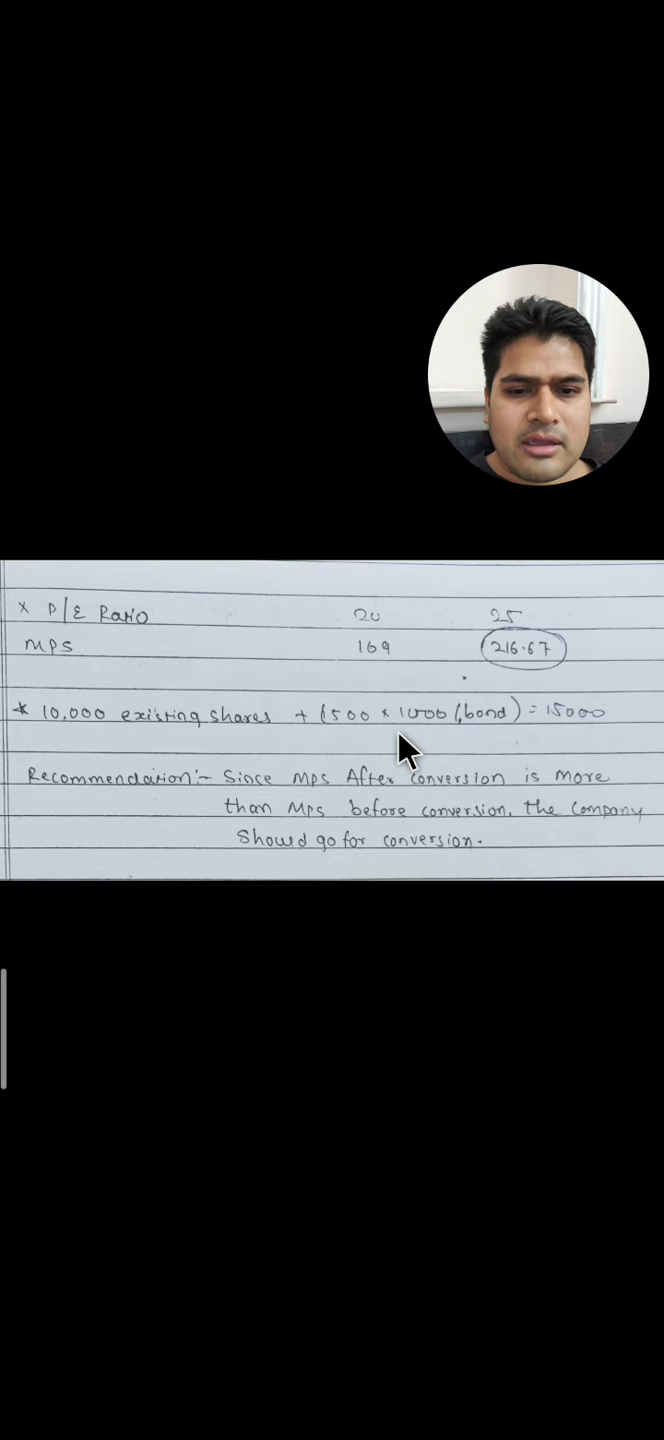 × P/E Ratio 20 25
MPS 169 216.67
* 10,000 existing shares + (500 × 1000 /bond) = 15000
Recommendation:- Since MPS After conversion is more
than MPS before conversion. the company
Should go for conversion.